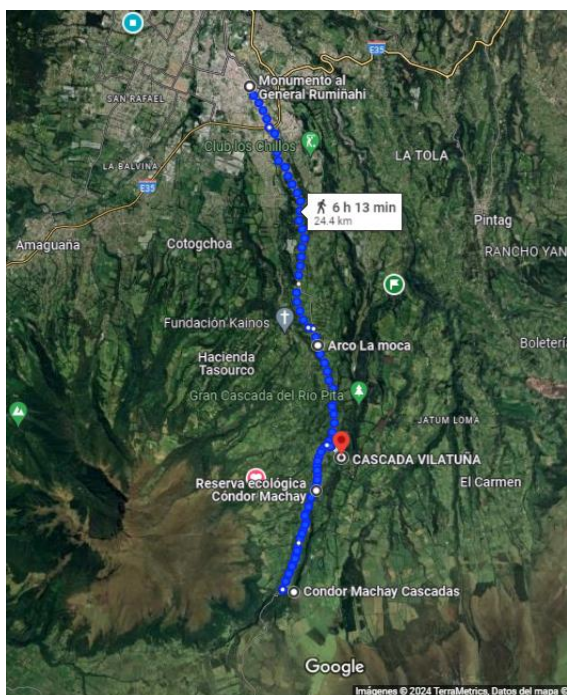 E35
Monumento al
General Rumiñahi
SAN RAFAEL
Club los Chillos
LA TOLA
LA BALVINA
E35
6 h 13 min
24.4 km
Pintag
Amaguaña
Cotogchoa
RANCHO YAN
Fundación Kainos
Arco La moca
Boletería
Hacienda
Tasourco
Gran Cascada del Rio Pita
JATUM LOMA
CASCADA VILATUÑA
El Carmen
Reserva ecológica
Cóndor Machay
Condor Machay Cascadas
Google
Imágenes © 2024 TerraMetrics, Datos del mapa ©